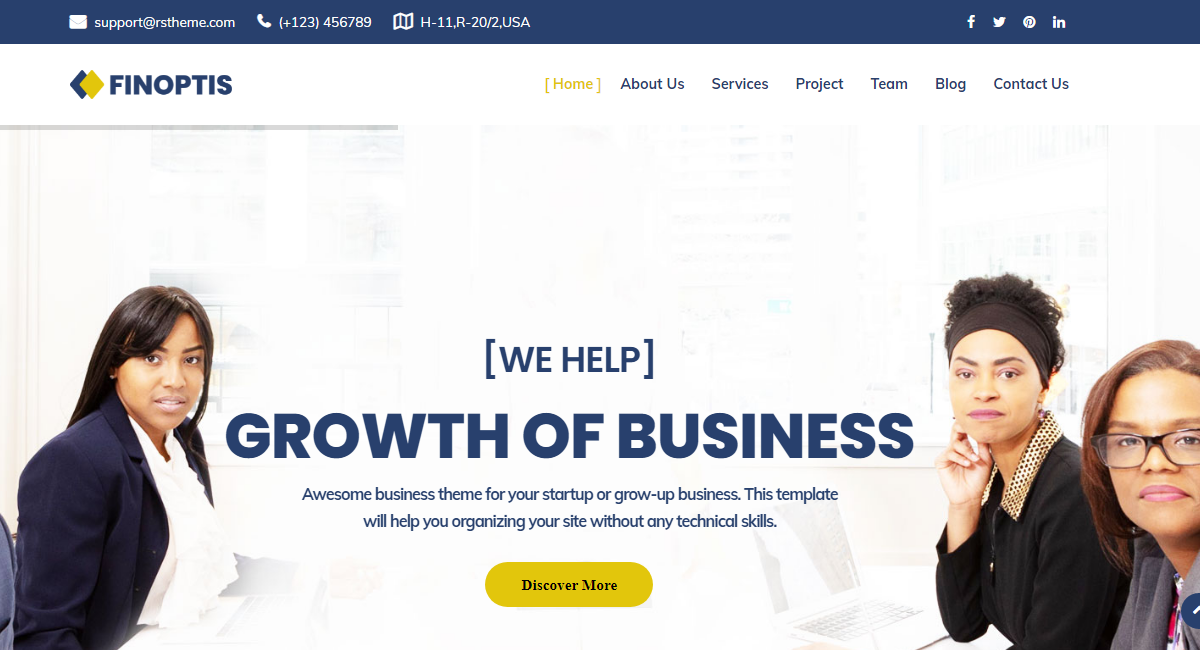 support@rstheme.com (+123) 456789 H-11,R-20/2,USA
FINOPTIS
[ Home ] About Us Services Project Team Blog Contact Us
[WE HELP]
GROWTH OF BUSINESS
Awesome business theme for your startup or grow-up business. This template
will help you organizing your site without any technical skills.
Discover More